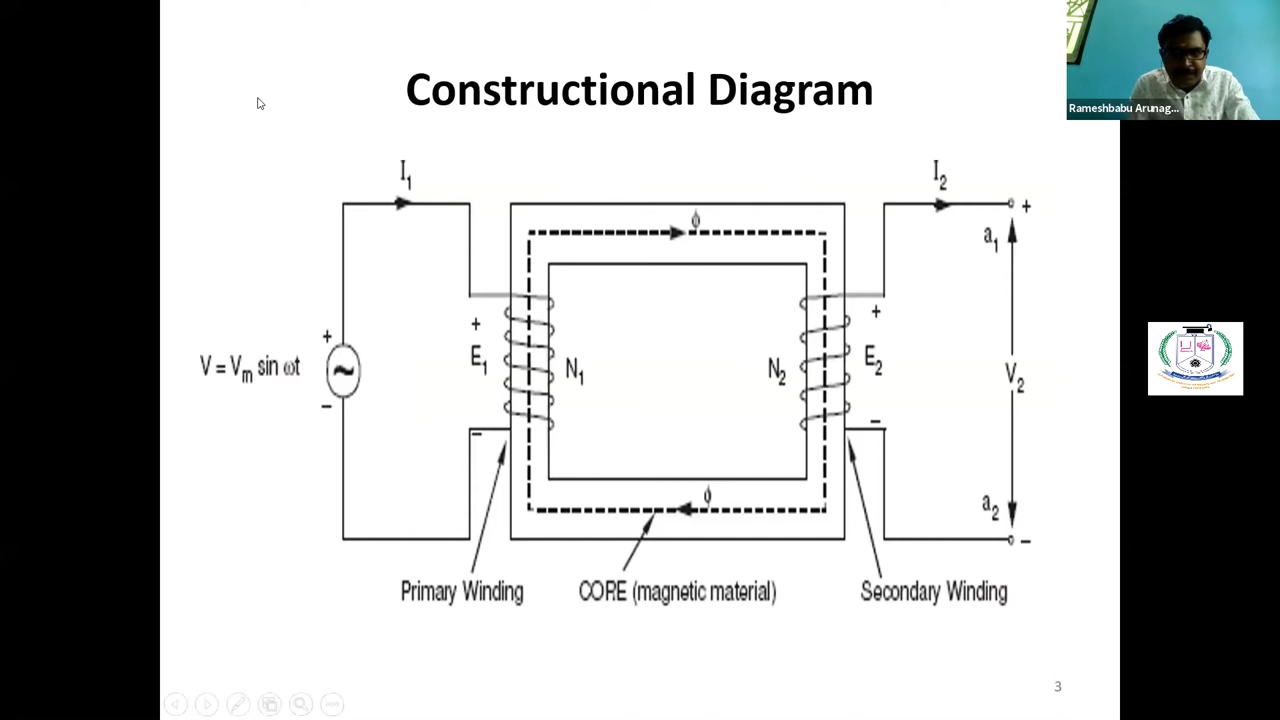 Constructional Diagram
Rameshbabu Arunag...
I1
I2
ϕ
+
a1
+
+
+
V = Vm sin ωt
E1
N1
N2
E2
V2
−
−
−
ϕ
a2
−
Primary Winding
CORE (magnetic material)
Secondary Winding
3